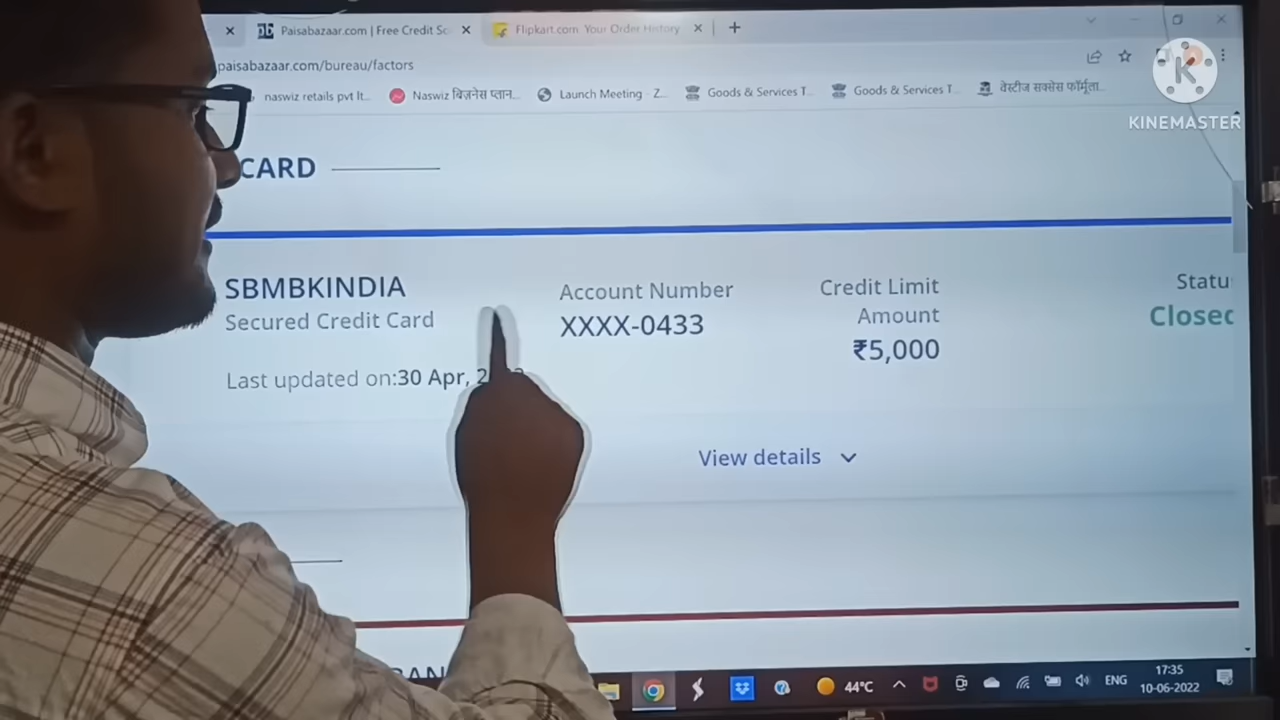 Paisabazaar.com | Free Credit Sc
Flipkart.com: Your Order History
paisabazaar.com/bureau/factors
naswiz retails pvt lt...
Naswiz बिज़नेस प्लान...
Launch Meeting - Z...
Goods & Services T...
Goods & Services T...
वेस्टीज सक्सेस फॉर्मूला...
K
KINEMASTER
CARD
SBMBKINDIA
Secured Credit Card
Account Number
XXXX-0433
Credit Limit
Amount
₹5,000
Statu
Closed
Last updated on:30 Apr,
View details
44°C
ENG
17:35
10-06-2022